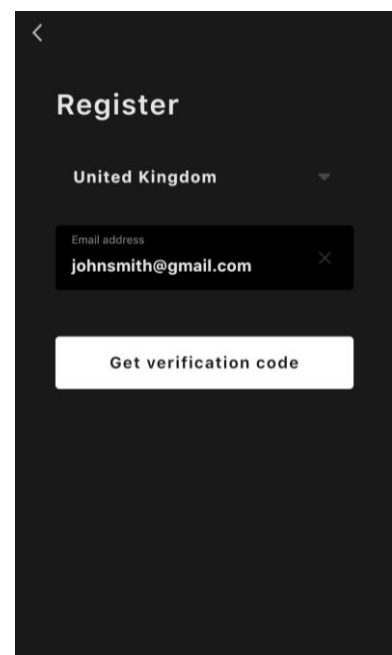 Register
United Kingdom
Email address
johnsmith@gmail.com
Get verification code